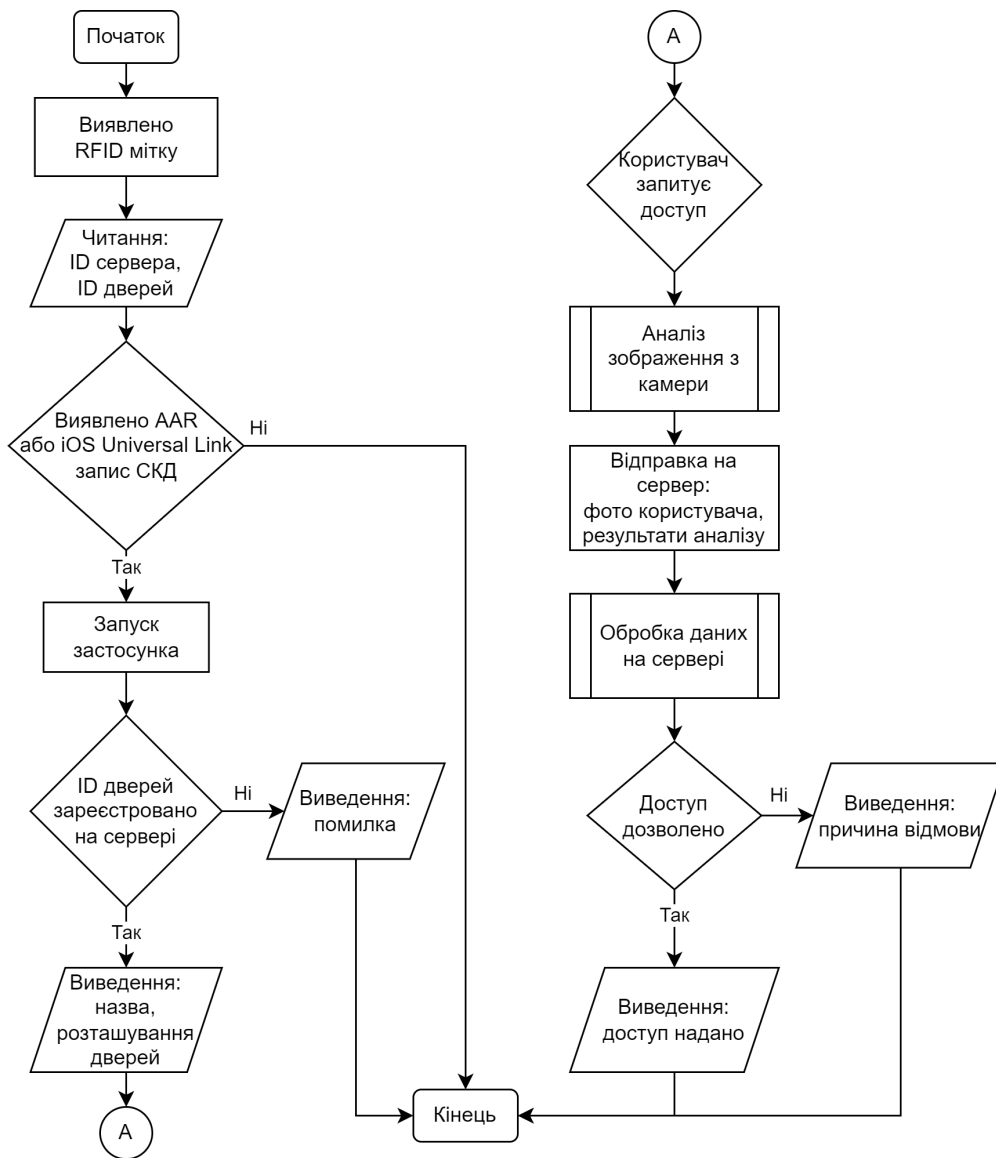 Початок
Виявлено
RFID мітку
Читання:
ID сервера,
ID дверей
Виявлено AAR
або iOS Universal Link
запис СКД
Ні
Так
Запуск
застосунка
ID дверей
зареєстровано
на сервері
Ні
Виведення:
помилка
Так
Виведення:
назва,
розташування
дверей
А
А
Користувач
запитує
доступ
Аналіз
зображення з
камери
Відправка на
сервер:
фото користувача,
результати аналізу
Обробка даних
на сервері
Доступ
дозволено
Ні
Виведення:
причина відмови
Так
Виведення:
доступ надано
Кінець